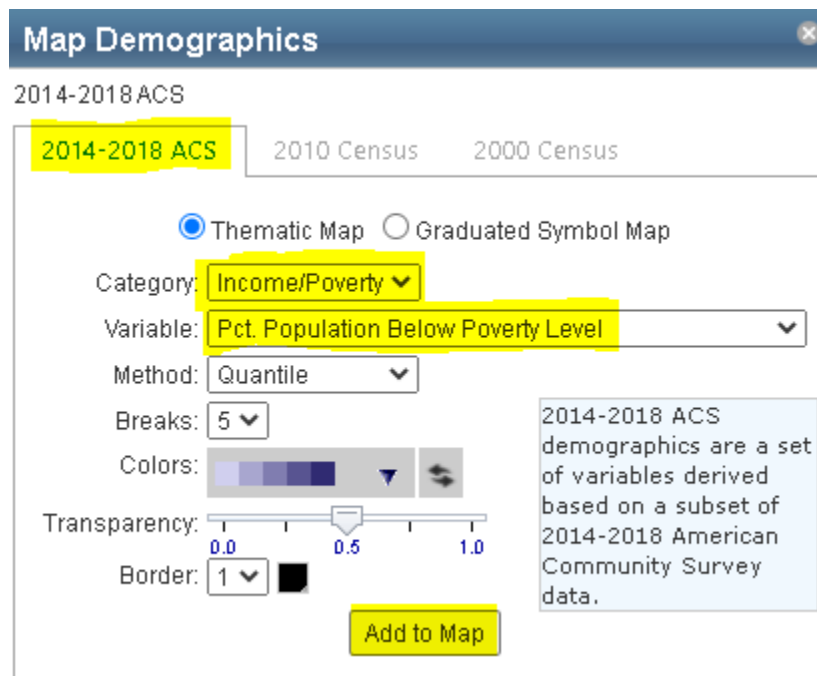 Map Demographics
2014-2018 ACS
2014-2018 ACS 2010 Census 2000 Census
Thematic Map Graduated Symbol Map
Category: Income/Poverty
Variable: Pct. Population Below Poverty Level
Method: Quantile
Breaks: 5
Colors:
Transparency:
0.0 0.5 1.0
Border: 1
2014-2018 ACS
demographics are a set
of variables derived
based on a subset of
2014-2018 American
Community Survey
data.
Add to Map